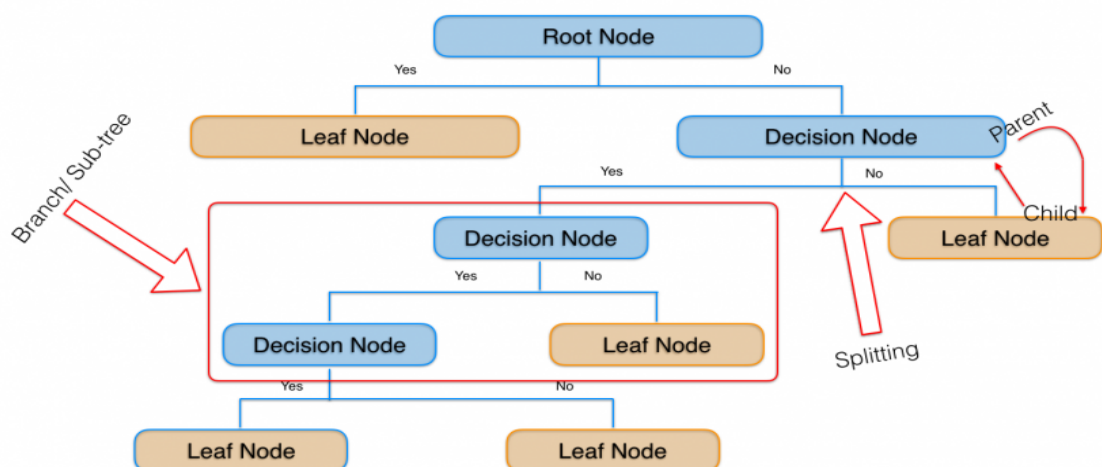 Root Node
Yes
No
Leaf Node
Decision Node
Parent
Branch/ Sub-tree
Yes
No
Child
Decision Node
Leaf Node
Yes
No
Decision Node
Leaf Node
Splitting
Yes
No
Leaf Node
Leaf Node